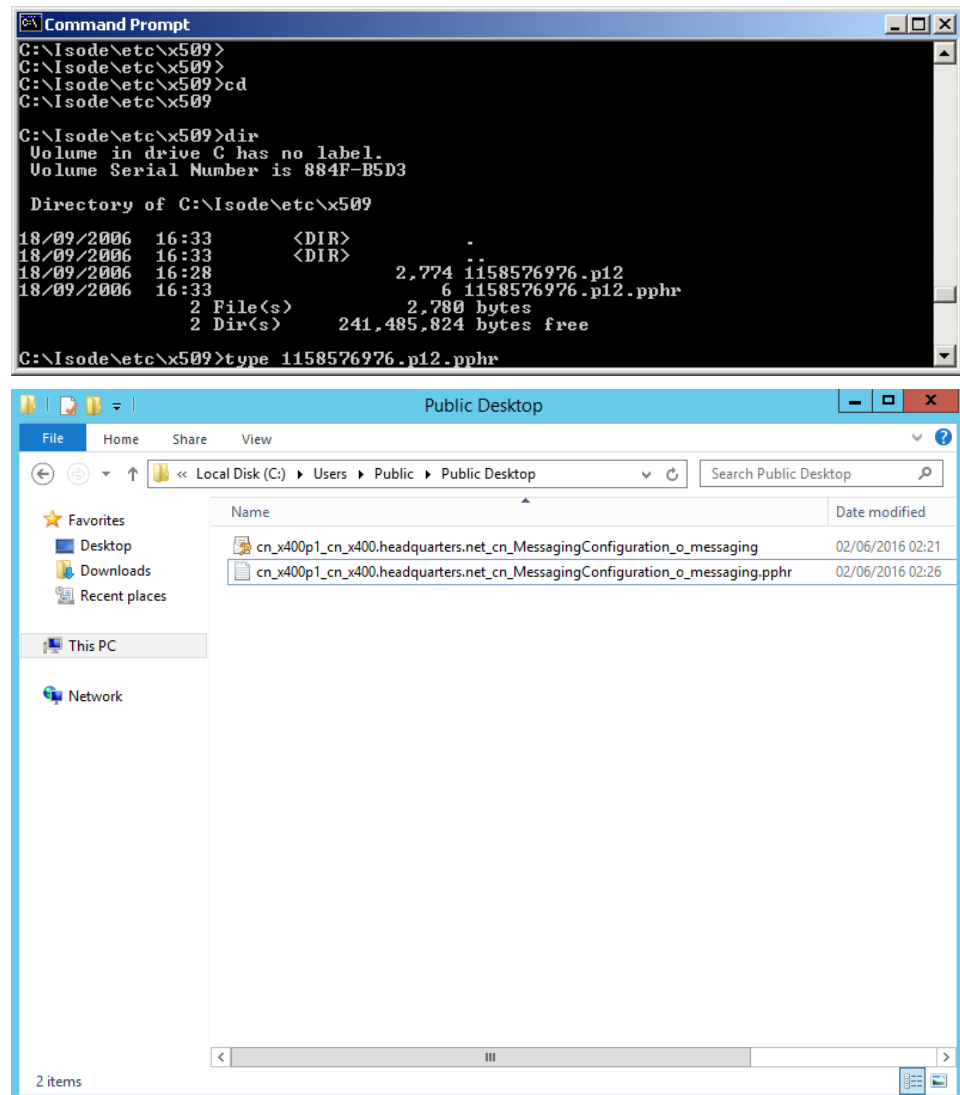 Command Prompt
C:\Isode\etc\x509>
C:\Isode\etc\x509>
C:\Isode\etc\x509>cd
C:\Isode\etc\x509
C:\Isode\etc\x509>dir
Volume in drive C has no label.
Volume Serial Number is 884F-B5D3
Directory of C:\Isode\etc\x509
18/09/2006 16:33 <DIR> .
18/09/2006 16:33 <DIR> ..
18/09/2006 16:28 2,774 1158576976.p12
18/09/2006 16:33 6 1158576976.p12.pphr
2 File(s) 2,780 bytes
2 Dir(s) 241,485,824 bytes free
C:\Isode\etc\x509>type 1158576976.p12.pphr
Public Desktop
File Home Share View
« Local Disk (C:) Users Public Public Desktop Search Public Desktop
Name Date modified
Favorites
Desktop
Downloads
Recent places
This PC
Network
cn_x400p1_cn_x400.headquarters.net_cn_MessagingConfiguration_o_messaging 02/06/2016 02:21
cn_x400p1_cn_x400.headquarters.net_cn_MessagingConfiguration_o_messaging.pphr 02/06/2016 02:26
2 items